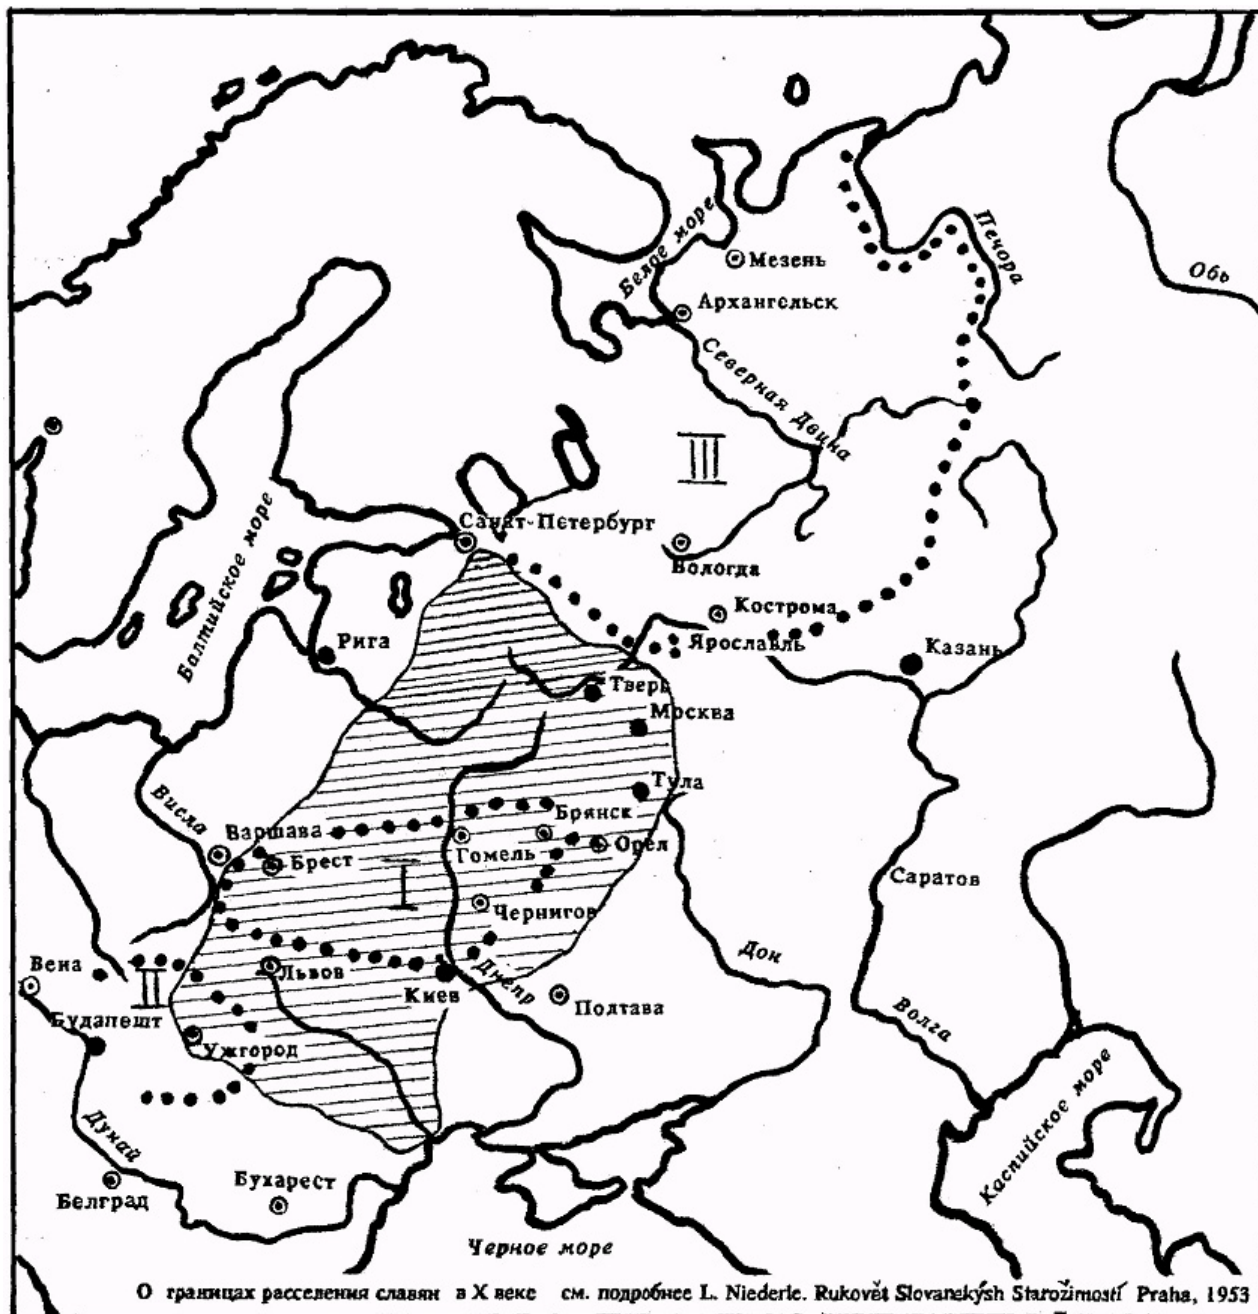 Печора
Обь
Белое море
Мезень
Архангельск
Северная Двина
III
Санкт-Петербург
Балтийское море
Вологда
Кострома
Ярославль
Казань
Рига
Тверь
Москва
Тула
Висла
Варшава
Брест
Брянск
Гомель
Орел
I
Чернигов
Саратов
Дон
Вена
II
Львов
Киев
Днепр
Полтава
Волга
Будапешт
Ужгород
Каспийское море
Дунай
Белград
Бухарест
Черное море
О границах расселения славян в X веке см. подробнее L. Niederle. Rukovět Slovanskýsh Starožimostí Praha, 1953